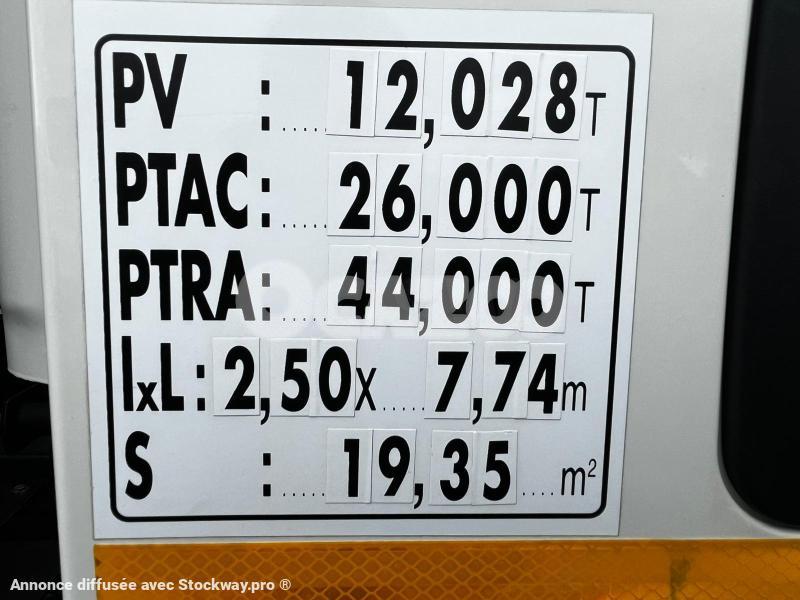 PV : ..... 12,028 T
PTAC : ..... 26,000 T
PTRA : ..... 44,000 T
lxL : 2,50 x ..... 7,74 m
S : ..... 19,35 .... m²
Annonce diffusée avec Stockway.pro ®